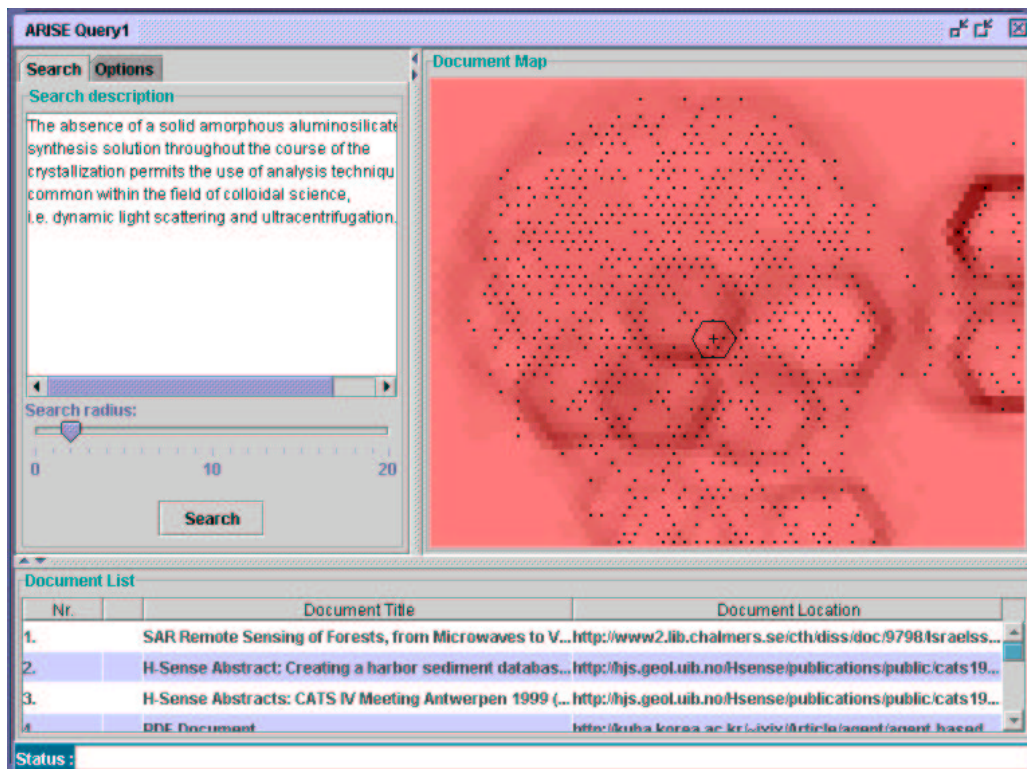 ARISE Query1
Search Options
Search description
The absence of a solid amorphous aluminosilicate
synthesis solution throughout the course of the
crystallization permits the use of analysis techniqu
common within the field of colloidal science,
i.e. dynamic light scattering and ultracentrifugation.
Search radius:
0 10 20
Search
Document Map
Document List
Nr. Document Title Document Location
1. SAR Remote Sensing of Forests, from Microwaves to V... http://www2.lib.chalmers.se/cth/diss/doc/9798/Israelss...
2. H-Sense Abstract: Creating a harbor sediment databas... http://hjs.geol.uib.no/Hsense/publications/public/cats19...
3. H-Sense Abstracts: CATS IV Meeting Antwerpen 1999 (... http://hjs.geol.uib.no/Hsense/publications/public/cats19...
4. PDF Document
Status :